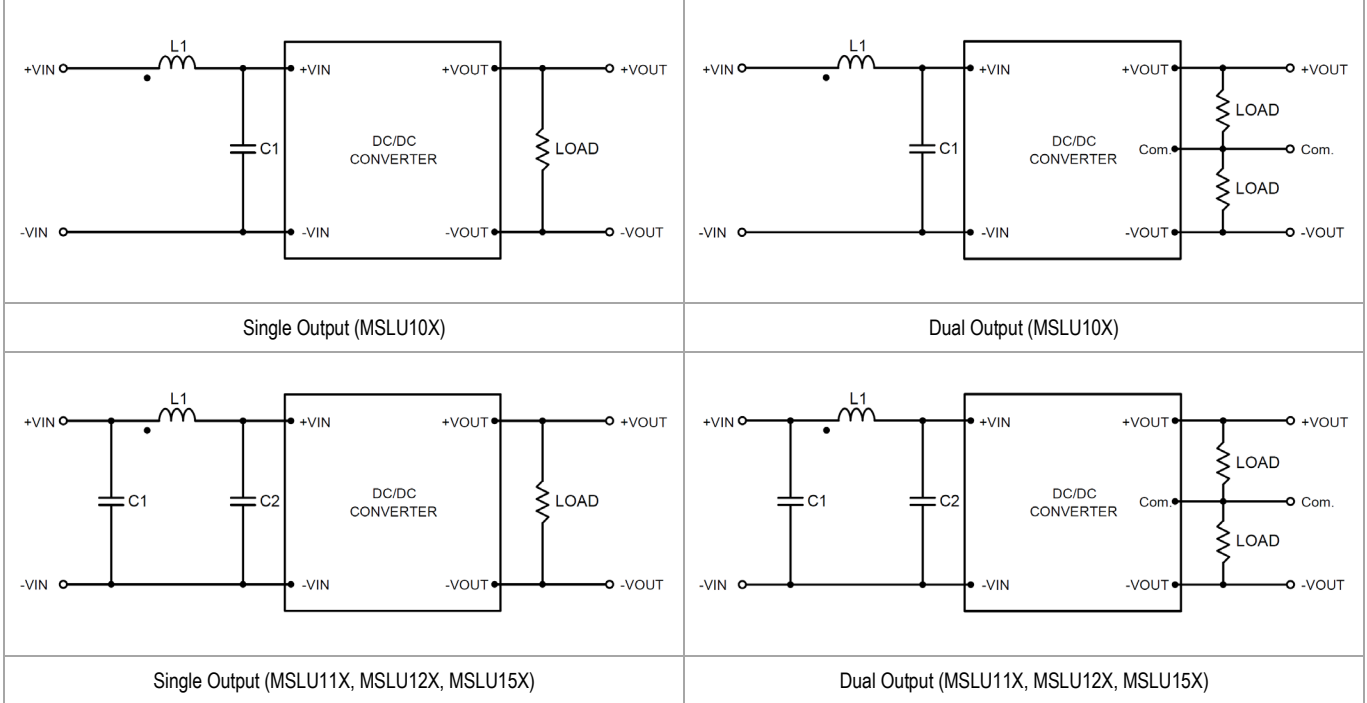 L1
+VIN
+VIN
+VOUT
+VOUT
C1
DC/DC
CONVERTER
LOAD
-VIN
-VIN
-VOUT
-VOUT
Single Output (MSLU10X)
L1
+VIN
+VIN
+VOUT
+VOUT
LOAD
C1
DC/DC
CONVERTER
Com.
Com.
LOAD
-VIN
-VIN
-VOUT
-VOUT
Dual Output (MSLU10X)
L1
+VIN
+VIN
+VOUT
+VOUT
C1
C2
DC/DC
CONVERTER
LOAD
-VIN
-VIN
-VOUT
-VOUT
Single Output (MSLU11X, MSLU12X, MSLU15X)
L1
+VIN
+VIN
+VOUT
+VOUT
LOAD
C1
C2
DC/DC
CONVERTER
Com.
Com.
LOAD
-VIN
-VIN
-VOUT
-VOUT
Dual Output (MSLU11X, MSLU12X, MSLU15X)